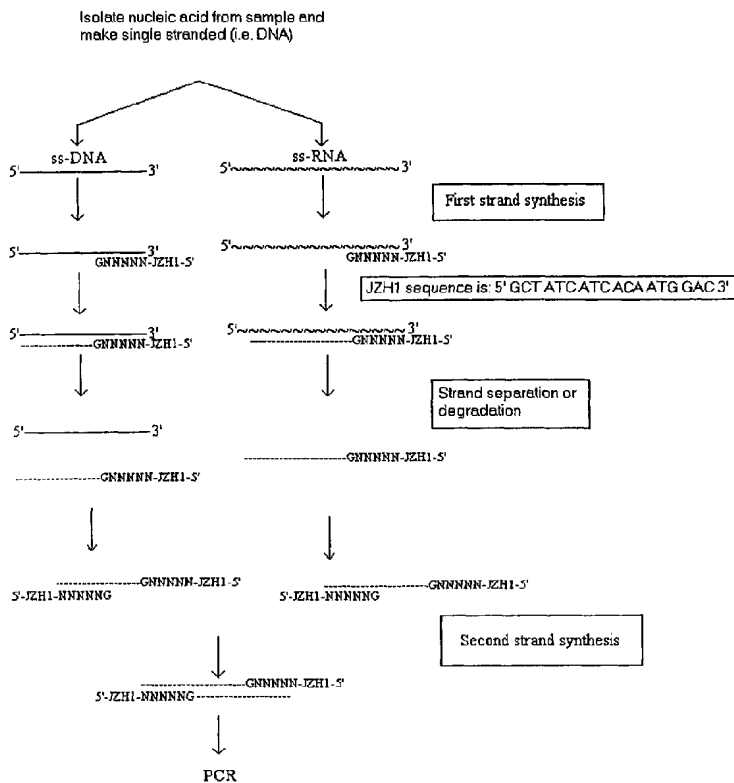 Isolate nucleic acid from sample and
make single stranded (i.e. DNA)
ss-DNA
5' 3'
ss-RNA
5' 3'
First strand synthesis
5' 3'
GNNNNN-JZH1-5'
5' 3'
GNNNNN-JZH1-5'
JZH1 sequence is: 5' GCT ATC ATC ACA ATG GAC 3'
5' 3'
GNNNNN-JZH1-5'
5' 3'
GNNNNN-JZH1-5'
Strand separation or
degradation
5' 3'
GNNNNN-JZH1-5'
GNNNNN-JZH1-5'
GNNNNN-JZH1-5'
5'-JZH1-NNNNNG
GNNNNN-JZH1-5'
5'-JZH1-NNNNNG
Second strand synthesis
GNNNNN-JZH1-5'
5'-JZH1-NNNNNG
PCR